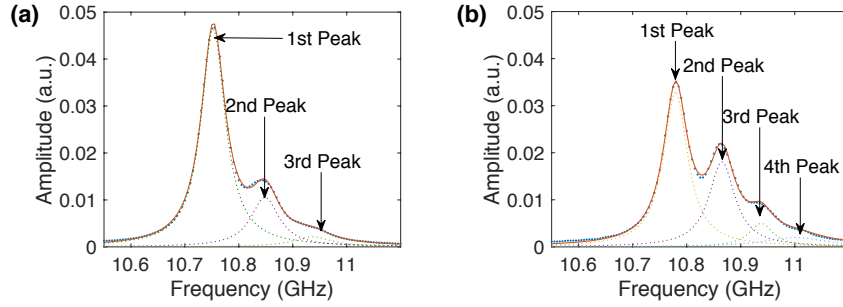 (a)
0.05
0.04
0.03
0.02
0.01
0
Amplitude (a.u.)
1st Peak
2nd Peak
3rd Peak
10.6 10.7 10.8 10.9 11
Frequency (GHz)
(b)
0.05
0.04
0.03
0.02
0.01
0
Amplitude (a.u.)
1st Peak
2nd Peak
3rd Peak
4th Peak
10.6 10.7 10.8 10.9 11
Frequency (GHz)